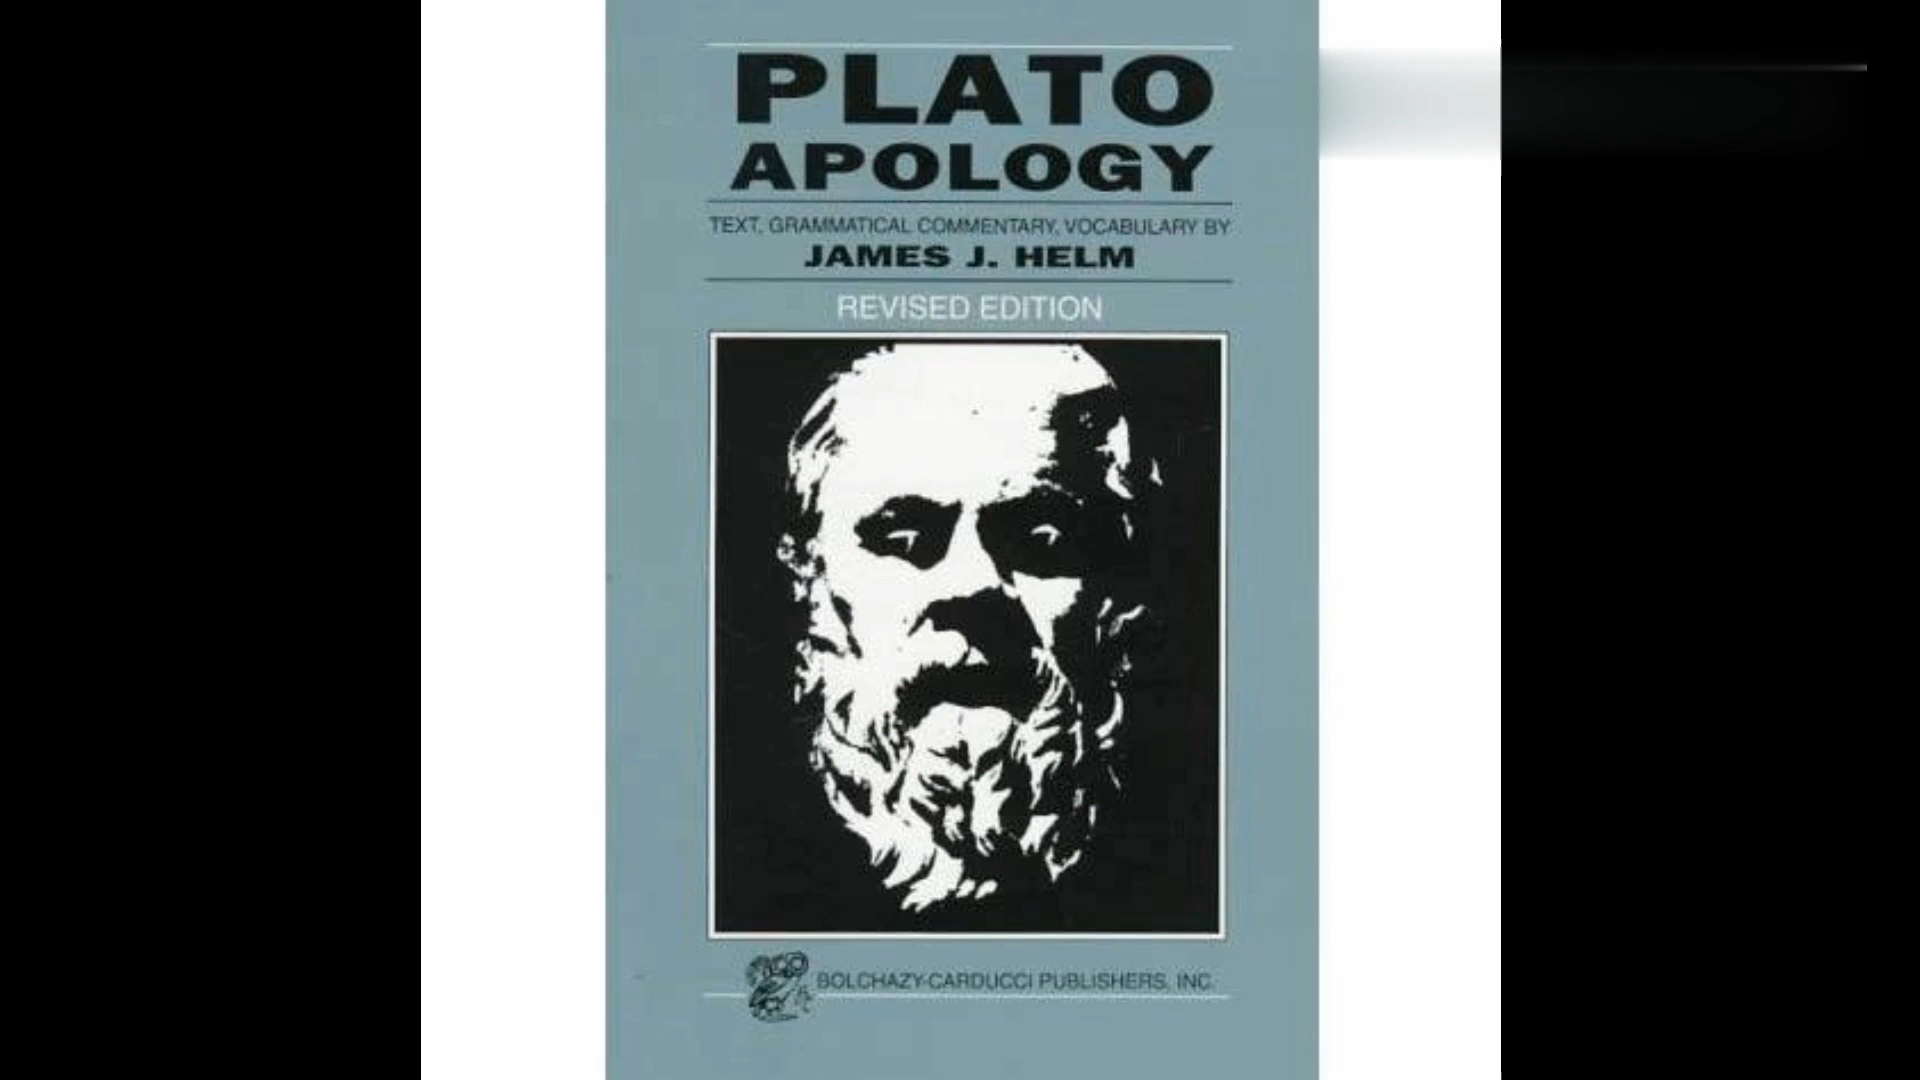 PLATO
APOLOGY
TEXT, GRAMMATICAL COMMENTARY, VOCABULARY BY
JAMES J. HELM
REVISED EDITION
BOLCHAZY-CARDUCCI PUBLISHERS, INC.